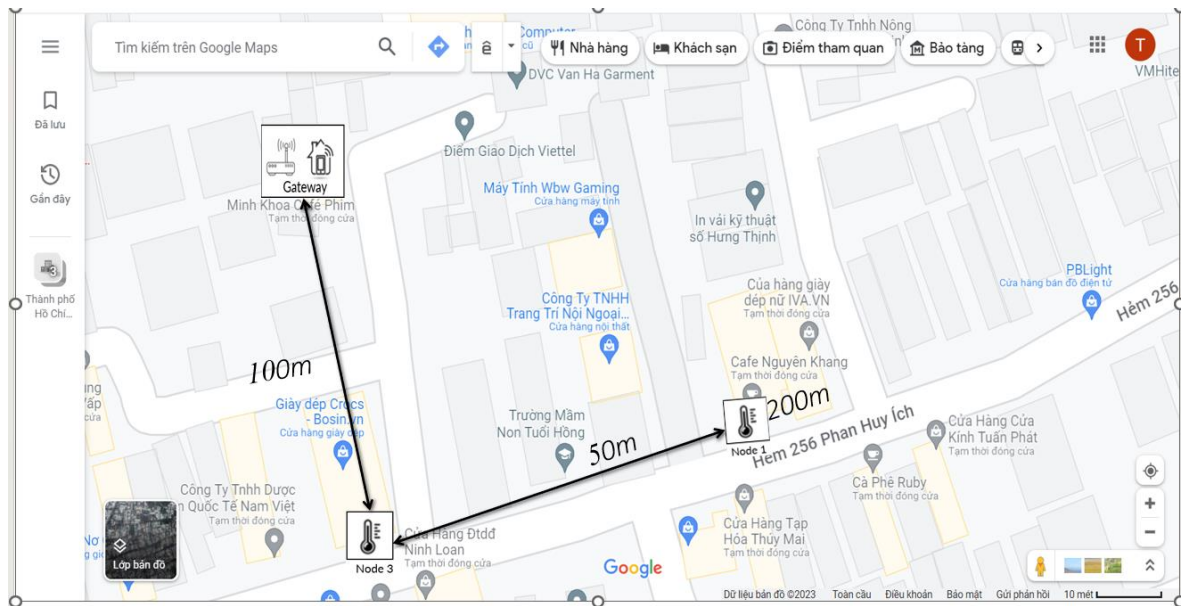 Tìm kiếm trên Google Maps
Nhà hàng
Khách sạn
Điểm tham quan
Bảo tàng
T
Công Ty Tnhh Nông
DVC Van Ha Garment
VMHite
Đã lưu
Gần đây
Thành phố
Hồ Chí...
3
Điểm Giao Dịch Viettel
Gateway
Minh Khoa Café Phim
Tạm thời đóng cửa
Máy Tính Wbw Gaming
Cửa hàng máy tính
In vải kỹ thuật
số Hưng Thịnh
PBLight
Cửa hàng bán đồ điện tử
Hẻm 256
Của hàng giày
dép nữ IVA.VN
Tạm thời đóng cửa
Công Ty TNHH
Trang Trí Nội Ngoại...
Cửa hàng nội thất
Cafe Nguyên Khang
Tạm thời đóng cửa
100m
200m
50m
Giày dép Crocs
- Bosin.vn
Cửa hàng giày dép
Trường Mầm
Non Tuổi Hồng
Node 1
Hẻm 256 Phan Huy Ích
Cửa Hàng Cửa
Kính Tuấn Phát
Tạm thời đóng cửa
Cà Phê Ruby
Tạm thời đóng cửa
Công Ty Tnhh Dược
Quốc Tế Nam Việt
Tạm thời đóng cửa
Cửa Hàng Đtdđ
Ninh Loan
Tạm thời đóng cửa
Node 3
Cửa Hàng Tạp
Hóa Thúy Mai
Tạm thời đóng cửa
Lớp bản đồ
Google
Dữ liệu bản đồ ©2023 Toàn cầu Điều khoản Bảo mật Gửi phản hồi 10 mét